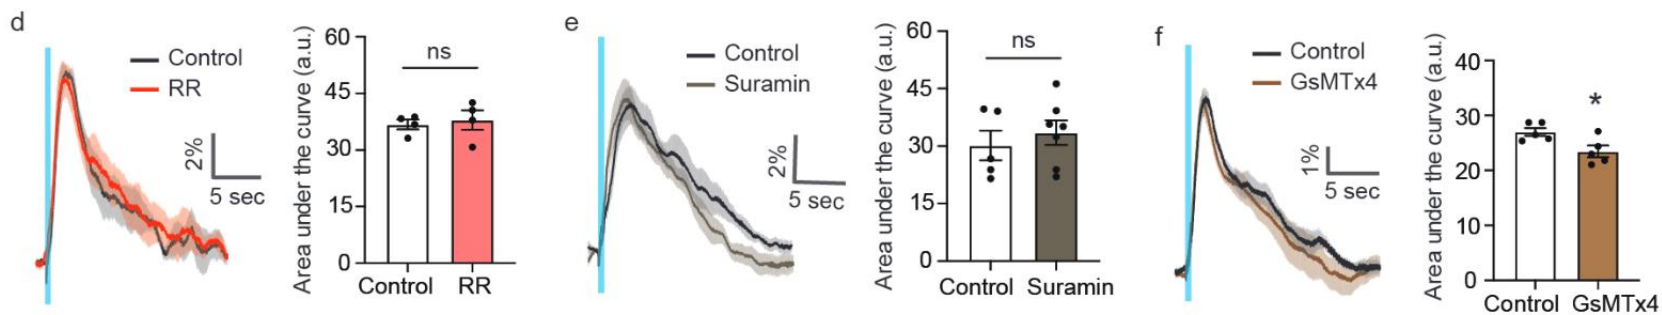 d
Control
RR
2%
5 sec
Area under the curve (a.u.)
60
45
30
15
0
ns
Control RR
e
Control
Suramin
2%
5 sec
Area under the curve (a.u.)
60
45
30
15
0
ns
Control Suramin
f
Control
GsMTx4
1%
5 sec
Area under the curve (a.u.)
40
30
20
10
0
*
Control GsMTx4